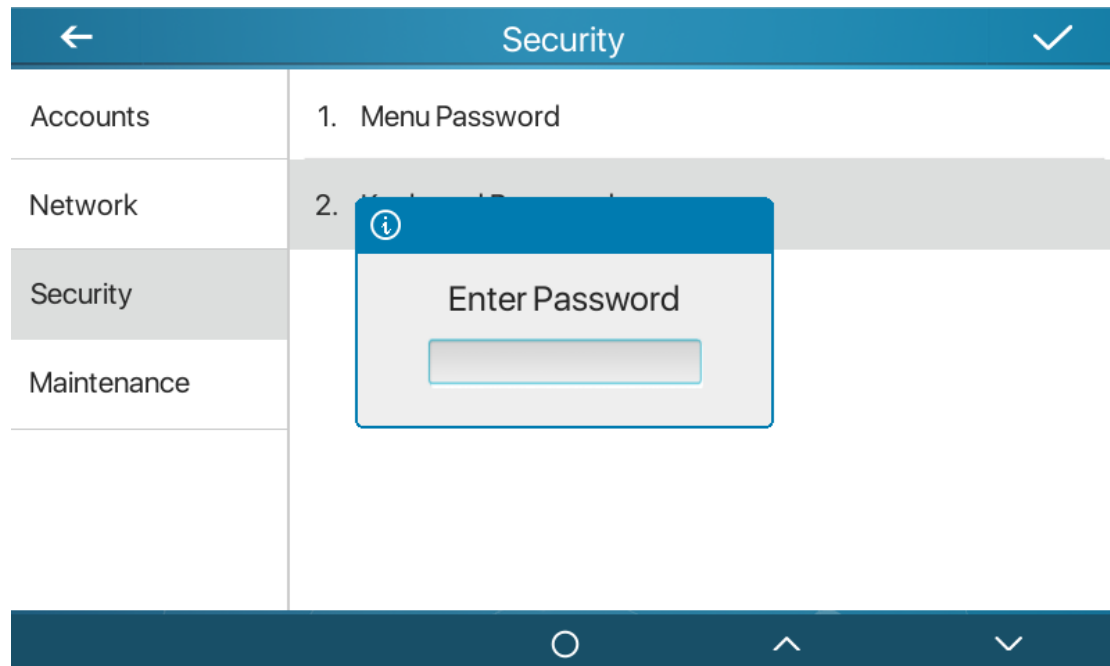 Security
Accounts
Network
Security
Maintenance
1. Menu Password
2.
Enter Password